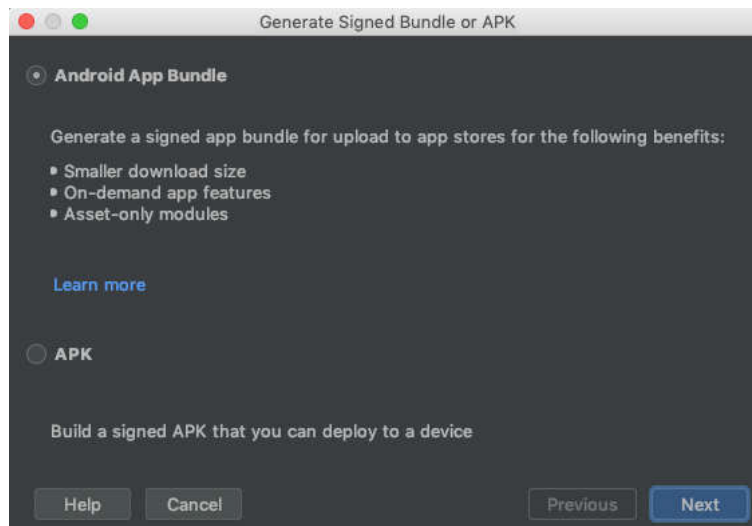 Generate Signed Bundle or APK
Android App Bundle
Generate a signed app bundle for upload to app stores for the following benefits:
Smaller download size
On-demand app features
Asset-only modules
Learn more
APK
Build a signed APK that you can deploy to a device
Help Cancel Previous Next